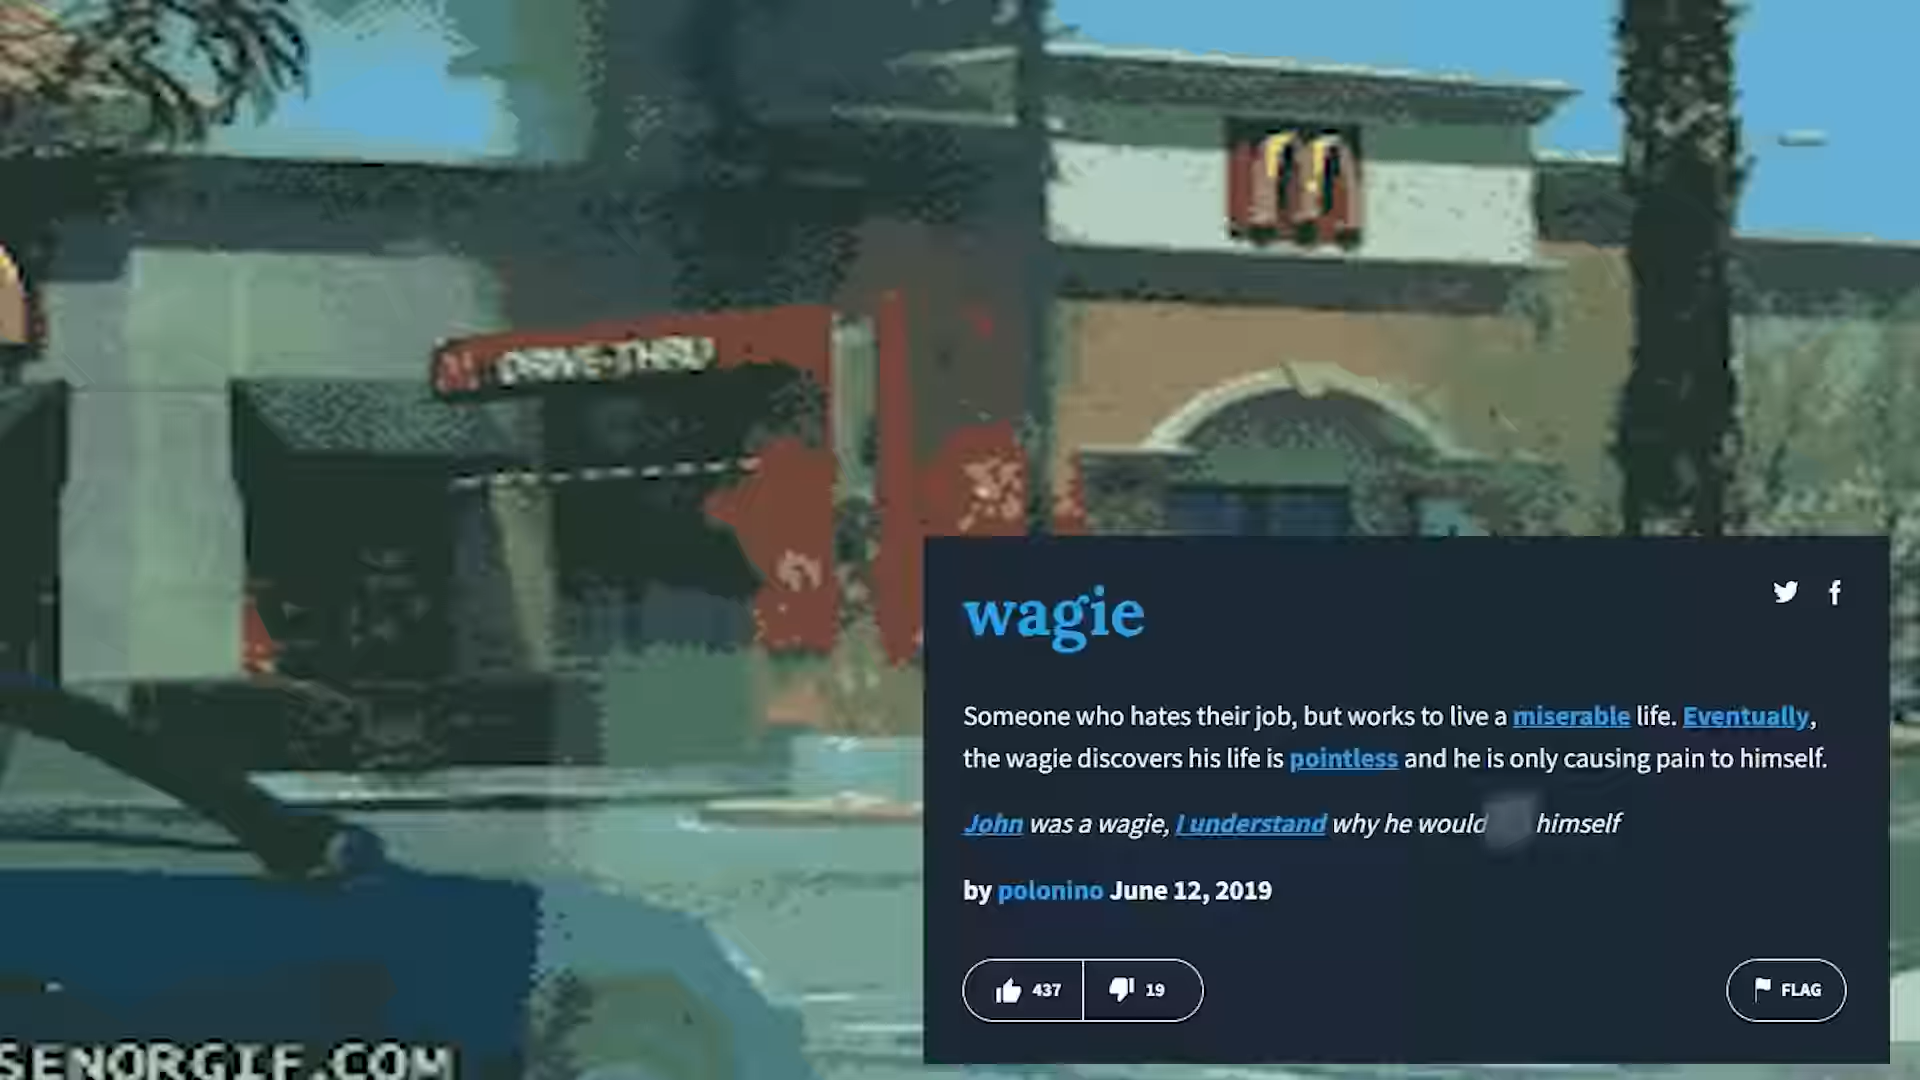 DRIVE-THRU
wagie
Someone who hates their job, but works to live a miserable life. Eventually,
the wagie discovers his life is pointless and he is only causing pain to himself.
John was a wagie, I understand why he would himself
by polonino June 12, 2019
437 19 FLAG
SENORGIF.COM